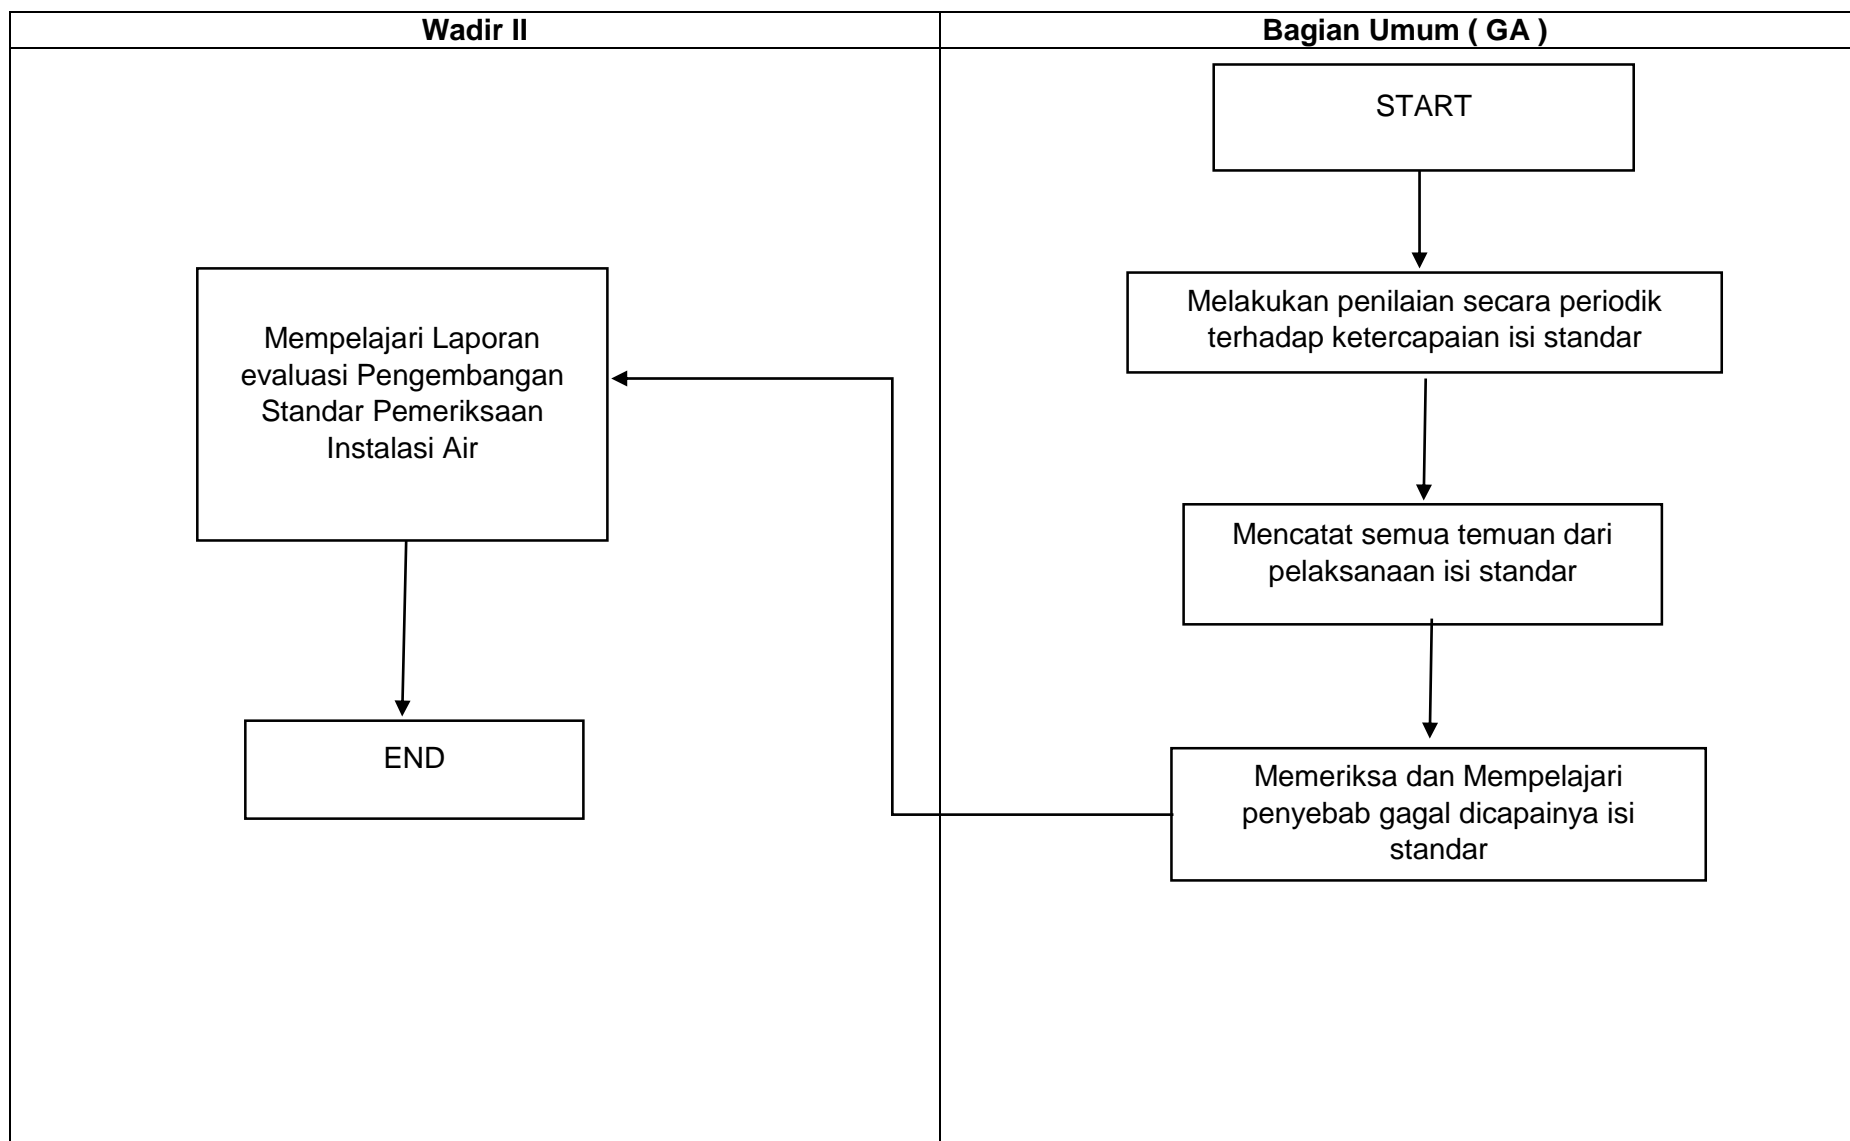 Wadir II
Bagian Umum ( GA )
START
Melakukan penilaian secara periodik
terhadap ketercapaian isi standar
Mencatat semua temuan dari
pelaksanaan isi standar
Memeriksa dan Mempelajari
penyebab gagal dicapainya isi
standar
Mempelajari Laporan
evaluasi Pengembangan
Standar Pemeriksaan
Instalasi Air
END